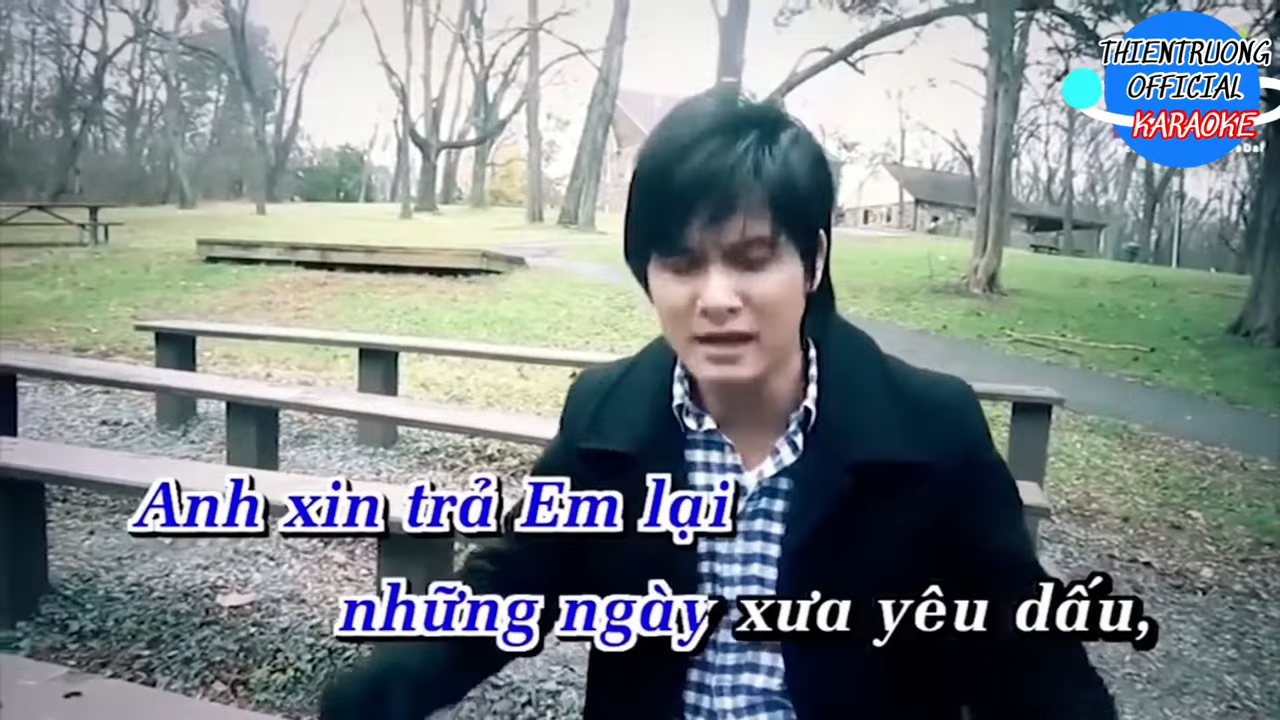 THIENTRUONG
OFFICIAL
KARAOKE
Anh xin trả Em lại
những ngày xưa yêu dấu,